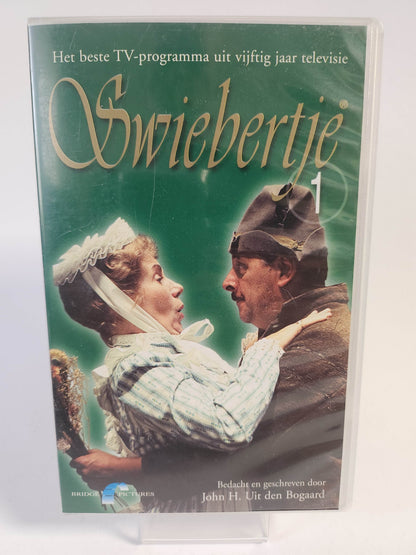 Het beste TV-programma uit vijftig jaar televisie
Swiebertje®
1
Bedacht en geschreven door
John H. Uit den Bogaard
BRIDGE PICTURES